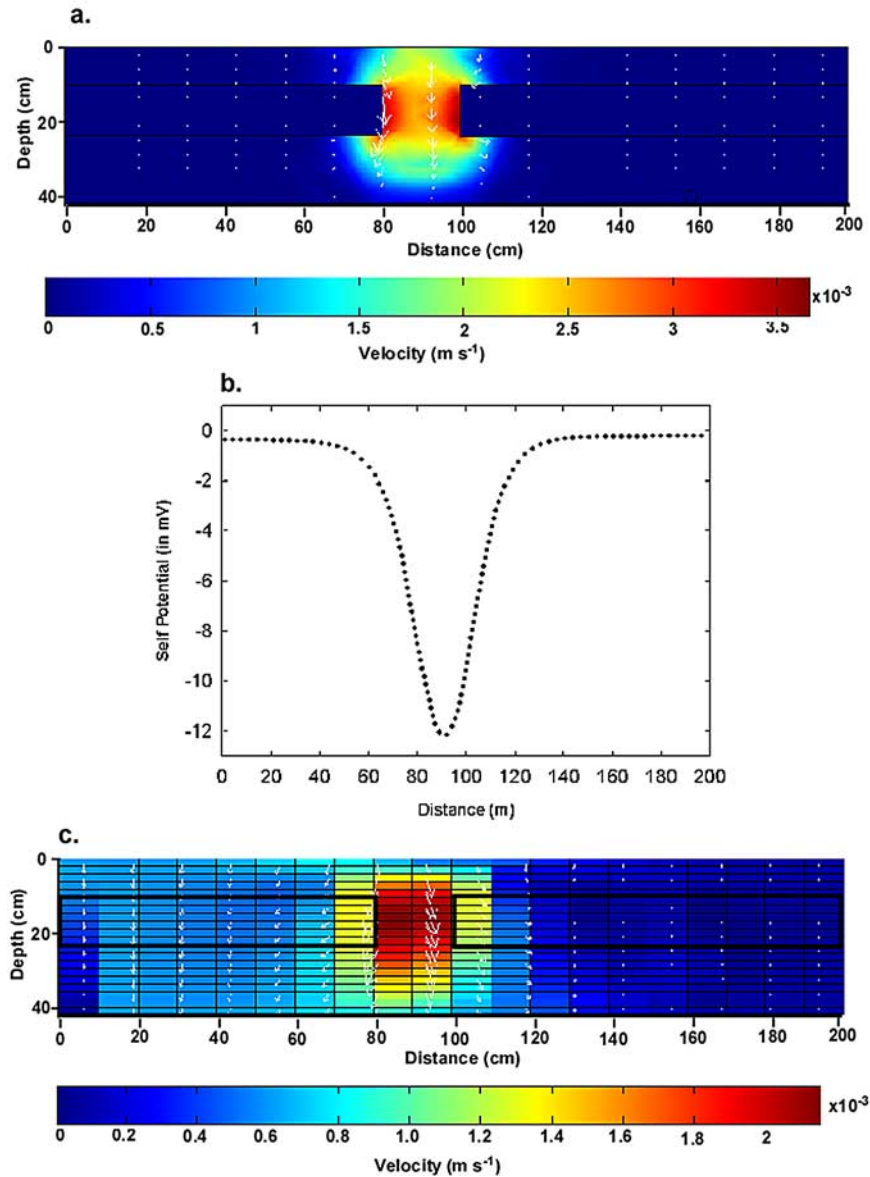 a.
0
20
40
Depth (cm)
0 20 40 60 80 100 120 140 160 180 200
Distance (cm)
0 0.5 1 1.5 2 2.5 3 3.5 x10-3
Velocity (m s-1)
b.
0
-2
-4
-6
-8
-10
-12
Self Potential (in mV)
0 20 40 60 80 100 120 140 160 180 200
Distance (m)
c.
0
20
40
Depth (cm)
0 20 40 60 80 100 120 140 160 180 200
Distance (cm)
0 0.2 0.4 0.6 0.8 1.0 1.2 1.4 1.6 1.8 2 x10-3
Velocity (m s-1)